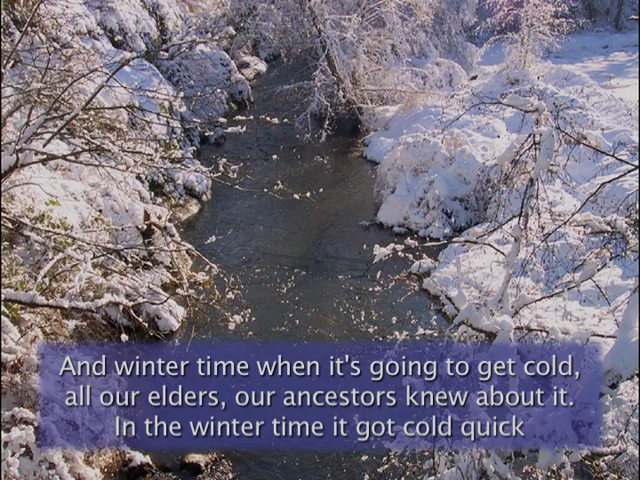 And winter time when it's going to get cold,
all our elders, our ancestors knew about it.
In the winter time it got cold quick